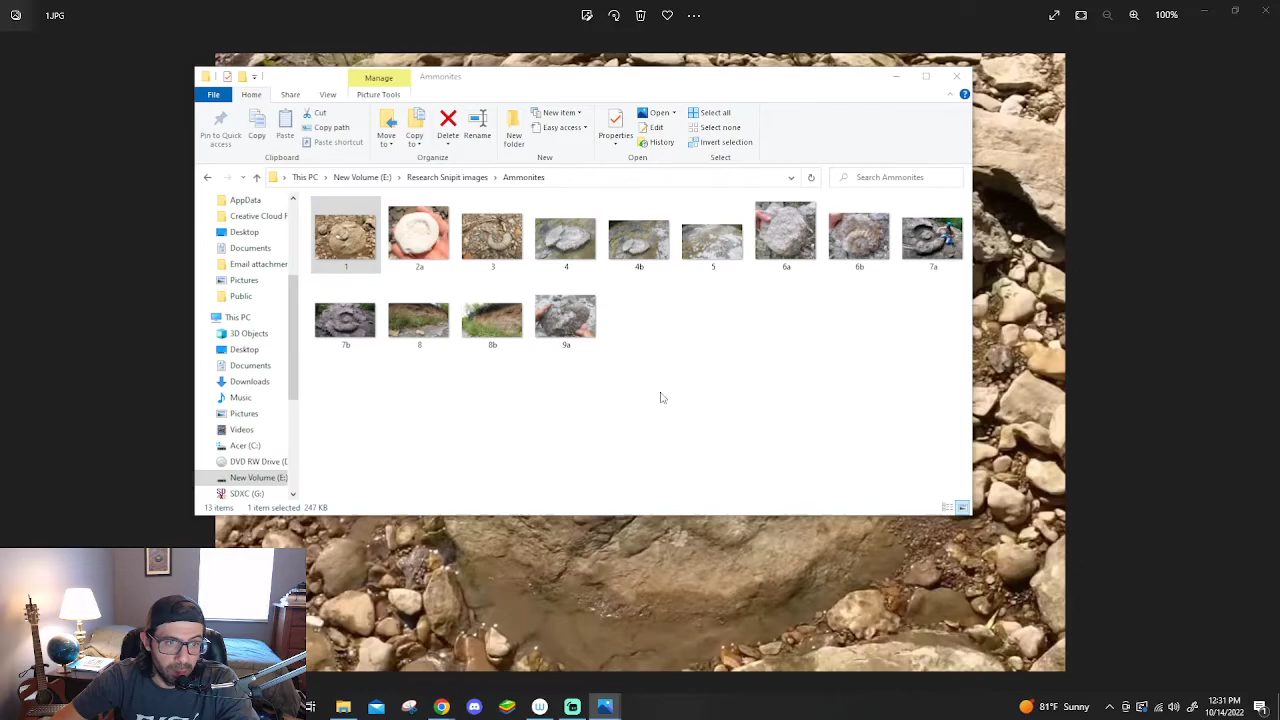 1.JPG
100%
Manage
Ammonites
File
Home
Share
View
Picture Tools
Pin to Quick access
Copy
Paste
Cut
Copy path
Paste shortcut
Clipboard
Move to
Copy to
Delete
Rename
Organize
New folder
New item
Easy access
New
Properties
Open
Edit
History
Open
Select all
Select none
Invert selection
Select
This PC
New Volume (E:)
Research Snipit images
Ammonites
Search Ammonites
AppData
Creative Cloud F
Desktop
Documents
Email attachmer
Pictures
Public
This PC
3D Objects
Desktop
Documents
Downloads
Music
Pictures
Videos
Acer (C:)
DVD RW Drive (D
New Volume (E:)
SDXC (G:)
1
2a
3
4
4b
5
6a
6b
7a
7b
8
8b
9a
13 items
1 item selected
247 KB
81°F Sunny
12:31 PM
10/14/2022